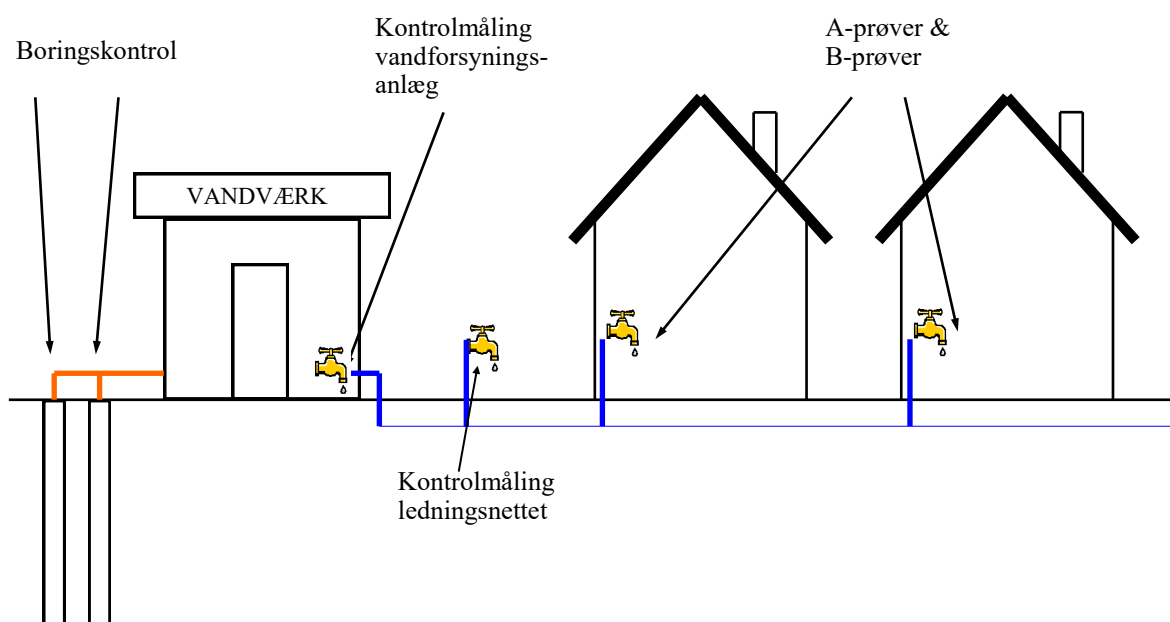 Boringskontrol
Kontrolmåling
vandforsynings-
anlæg
A-prøver &
B-prøver
VANDVÆRK
Kontrolmåling
ledningsnettet